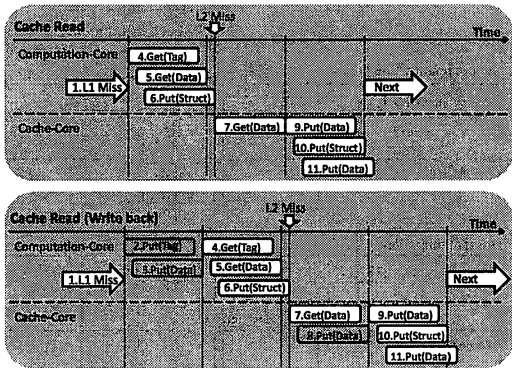 L2 Miss
Cache Read
Time
Computation-Core
4.Get(Tag)
5.Get(Data)
1.L1 Miss
6.Put(Struct)
Next
Cache-Core
7.Get(Data)
9.Put(Data)
10.Put(Struct)
11.Put(Data)
L2 Miss
Cache Read (Write back)
Time
Computation-Core
2.Put(Tag)
4.Get(Tag)
3.Put(Data)
5.Get(Data)
1.L1 Miss
6.Put(Struct)
Next
Cache-Core
7.Get(Data)
9.Put(Data)
8.Put(Data)
10.Put(Struct)
11.Put(Data)